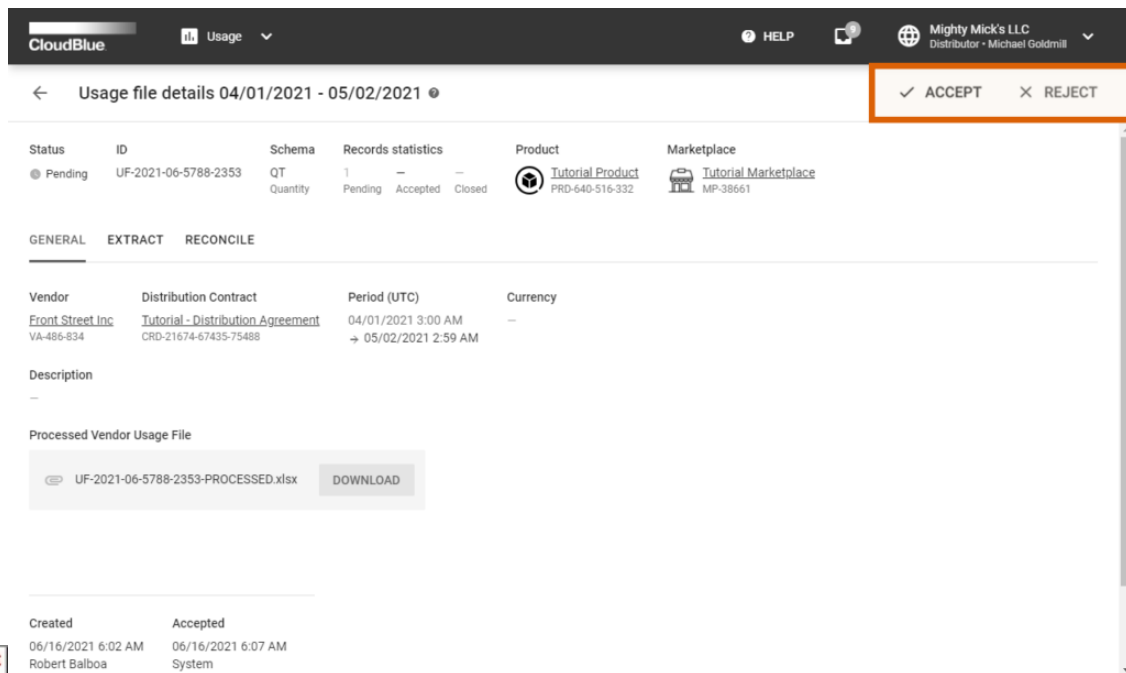 CloudBlue
Usage
HELP
9
Mighty Mick's LLC
Distributor • Michael Goldmill
Usage file details 04/01/2021 - 05/02/2021
ACCEPT
REJECT
Status ID Schema Records statistics Product Marketplace
Pending UF-2021-06-5788-2353 QT 1 – – Tutorial Product Tutorial Marketplace
Quantity Pending Accepted Closed PRD-640-516-332 MP-38661
GENERAL EXTRACT RECONCILE
Vendor Distribution Contract Period (UTC) Currency
Front Street Inc Tutorial - Distribution Agreement 04/01/2021 3:00 AM –
VA-486-834 CRD-21674-67435-75488 → 05/02/2021 2:59 AM
Description
–
Processed Vendor Usage File
UF-2021-06-5788-2353-PROCESSED.xlsx DOWNLOAD
Created Accepted
06/16/2021 6:02 AM 06/16/2021 6:07 AM
Robert Balboa System